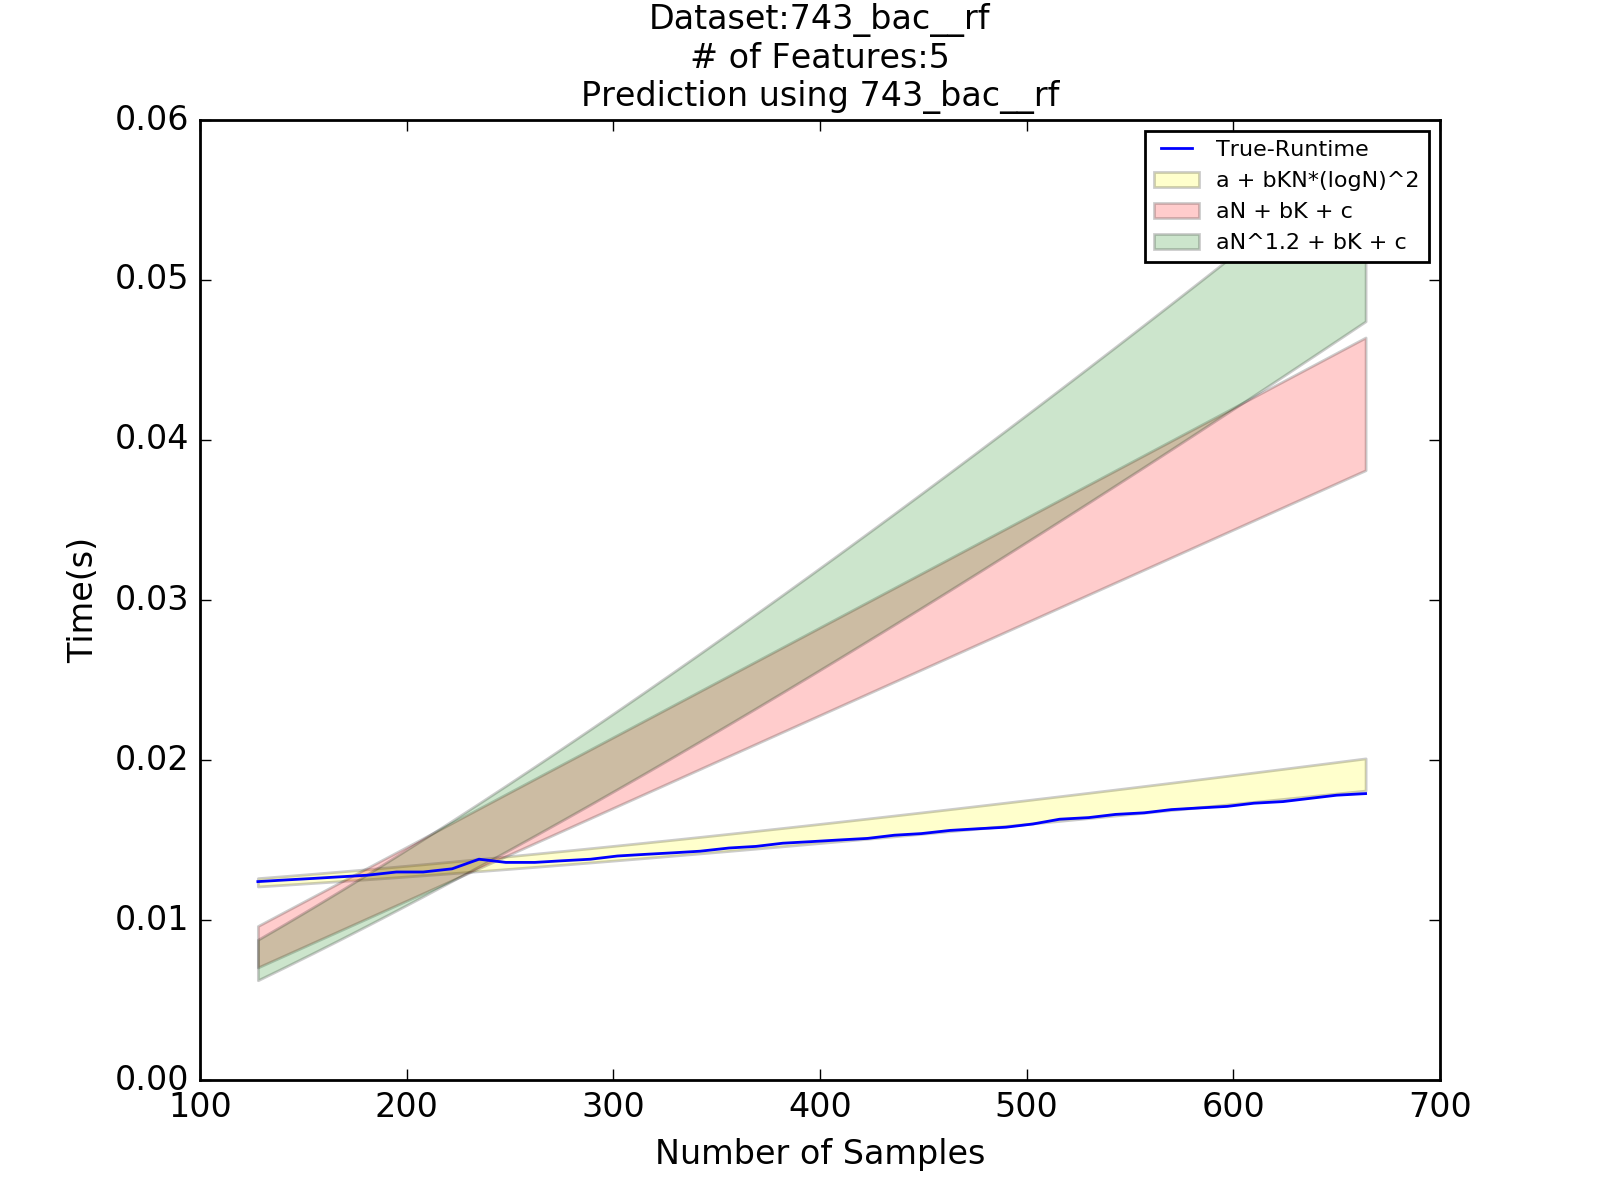 Dataset:743_bac__rf
# of Features:5
Prediction using 743_bac__rf
0.06
0.05
0.04
0.03
0.02
0.01
0.00
Time(s)
True-Runtime
a + bKN*(logN)^2
aN + bK + c
aN^1.2 + bK + c
100 200 300 400 500 600 700
Number of Samples